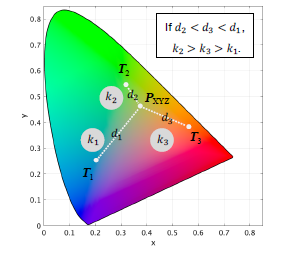 If d₂ < d₃ < d₁,
k₂ > k₃ > k₁.
0.8
0.7
0.6
0.5
0.4
0.3
0.2
0.1
0
y
T₂
k₂
d₂
P_XYZ
d₃
T₃
k₁
d₁
k₃
T₁
0 0.1 0.2 0.3 0.4 0.5 0.6 0.7 0.8
x